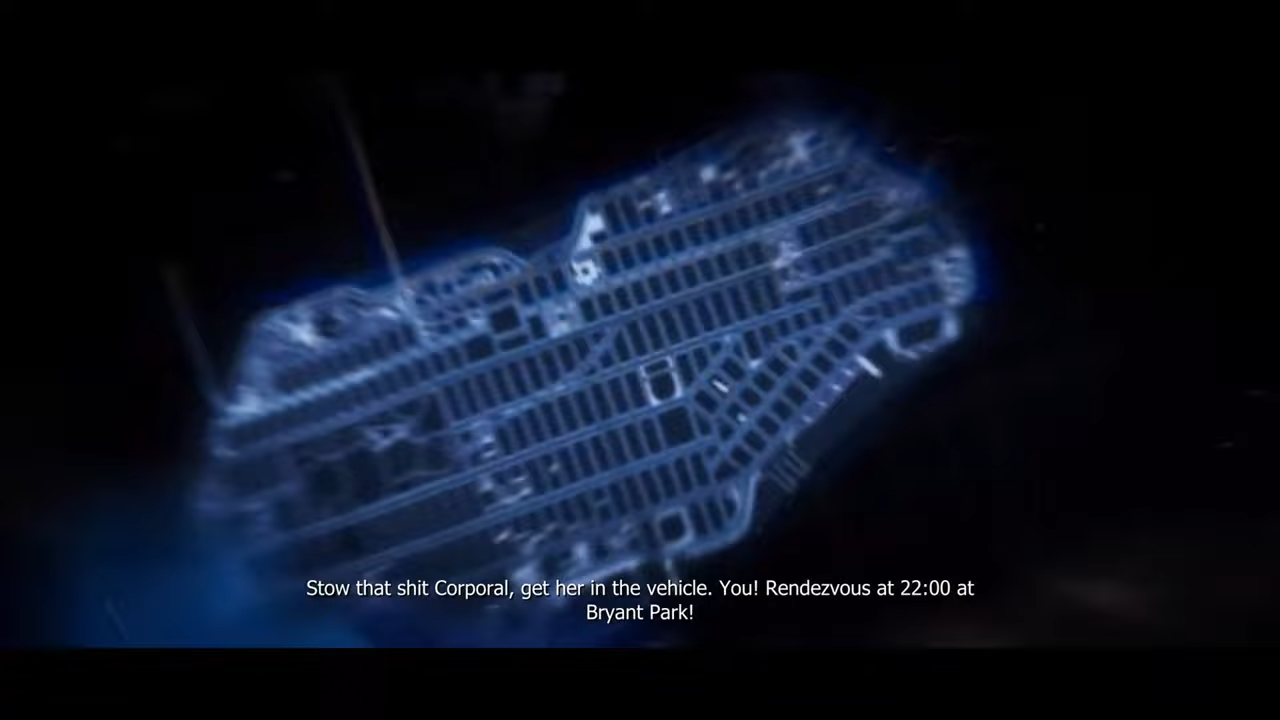 Stow that shit Corporal, get her in the vehicle. You! Rendezvous at 22:00 at
Bryant Park!